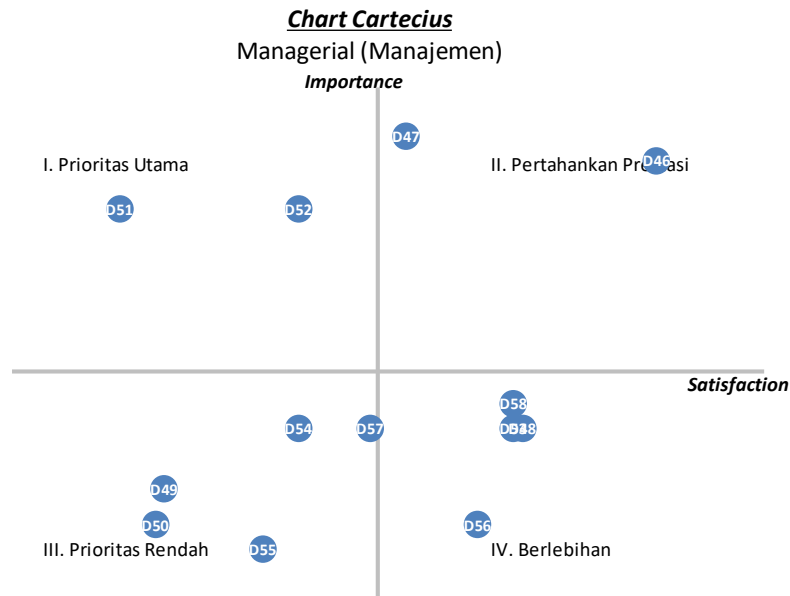 Chart Cartecius
Managerial (Manajemen)
Importance
D47
I. Prioritas Utama
II. Pertahankan
D46
D51
D52
Satisfaction
D58
D54
D57
D49
D50
D56
III. Prioritas Rendah
D55
IV. Berlebihan